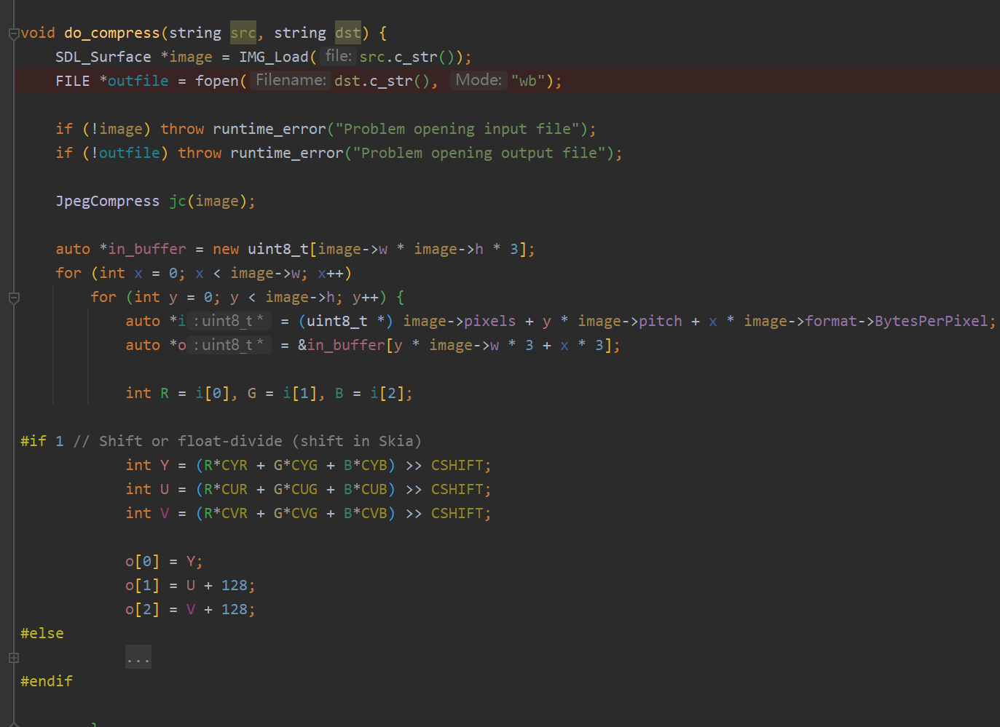 void do_compress(string src, string dst) {
    SDL_Surface *image = IMG_Load( file: src.c_str());
    FILE *outfile = fopen( Filename: dst.c_str(), Mode: "wb");
    if (!image) throw runtime_error("Problem opening input file");
    if (!outfile) throw runtime_error("Problem opening output file");
    JpegCompress jc(image);
    auto *in_buffer = new uint8_t[image->w * image->h * 3];
    for (int x = 0; x < image->w; x++)
        for (int y = 0; y < image->h; y++) {
            auto *i : uint8_t * = (uint8_t *) image->pixels + y * image->pitch + x * image->format->BytesPerPixel;
            auto *o : uint8_t * = &in_buffer[y * image->w * 3 + x * 3];
            int R = i[0], G = i[1], B = i[2];
#if 1 // Shift or float-divide (shift in Skia)
            int Y = (R*CYR + G*CYG + B*CYB) >> CSHIFT;
            int U = (R*CUR + G*CUG + B*CUB) >> CSHIFT;
            int V = (R*CVR + G*CVG + B*CVB) >> CSHIFT;
            o[0] = Y;
            o[1] = U + 128;
            o[2] = V + 128;
#else
            ...
#endif
        }